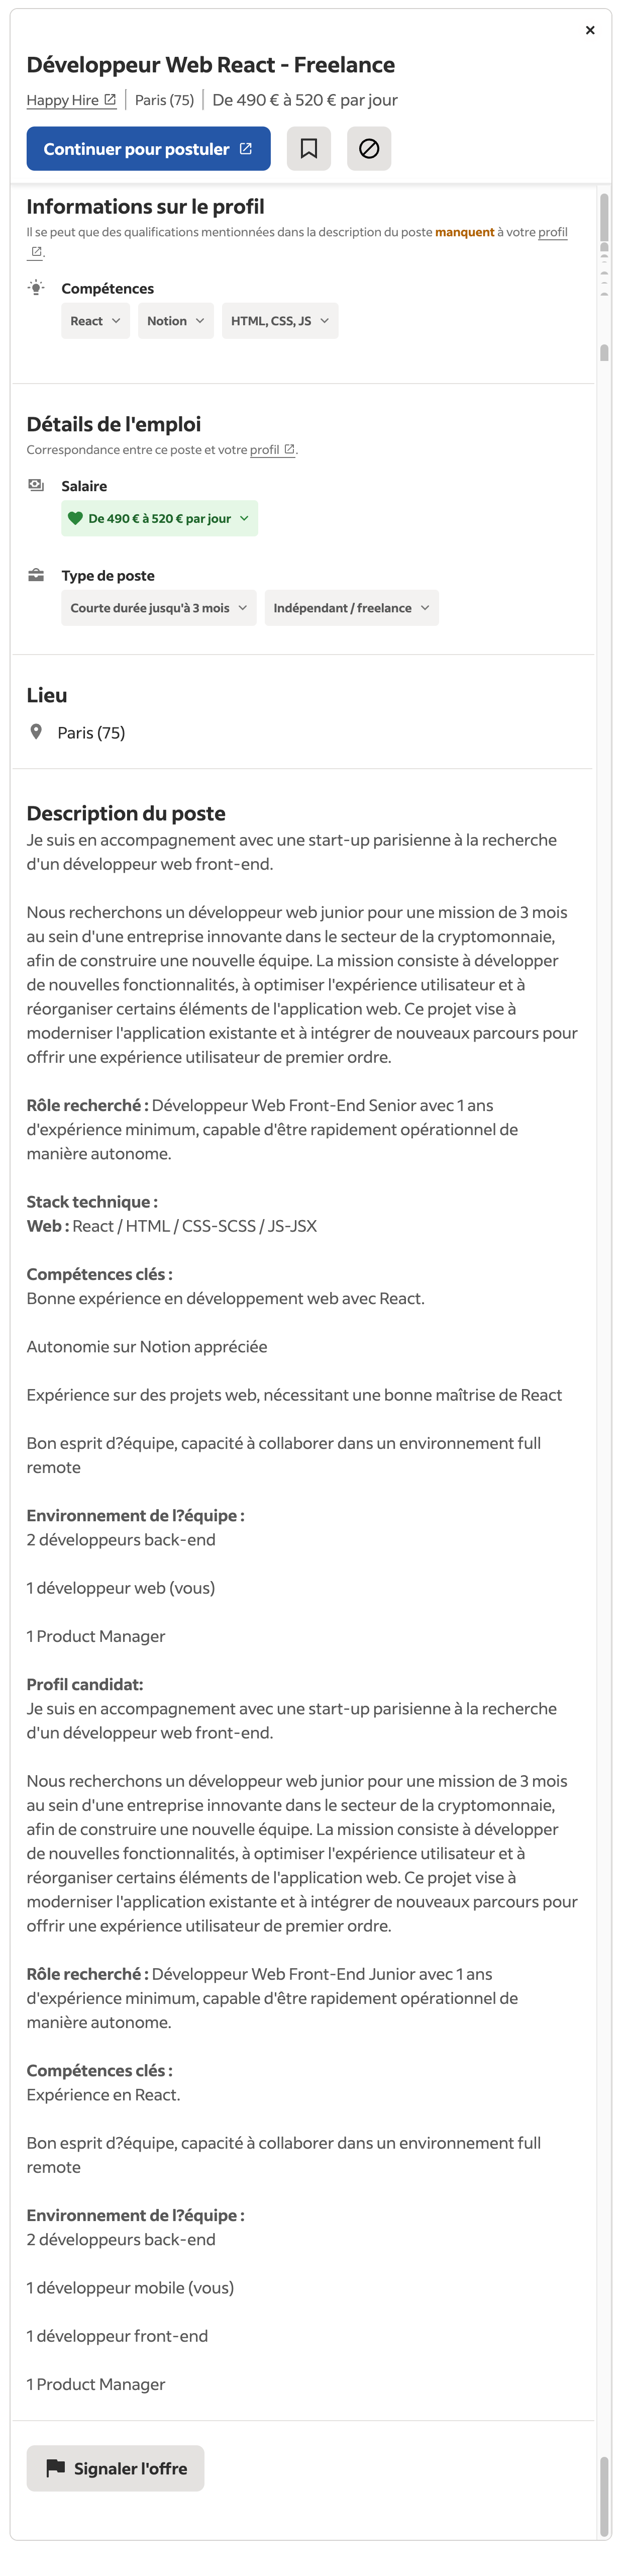 Développeur Web React - Freelance
Happy Hire
Paris (75)
De 490 € à 520 € par jour
Continuer pour postuler
Informations sur le profil
Il se peut que des qualifications mentionnées dans la description du poste manquent à votre profil
.
Compétences
React
Notion
HTML, CSS, JS
Détails de l'emploi
Correspondance entre ce poste et votre profil .
Salaire
De 490 € à 520 € par jour
Type de poste
Courte durée jusqu'à 3 mois
Indépendant / freelance
Lieu
Paris (75)
Description du poste
Je suis en accompagnement avec une start-up parisienne à la recherche
d'un développeur web front-end.
Nous recherchons un développeur web junior pour une mission de 3 mois
au sein d'une entreprise innovante dans le secteur de la cryptomonnaie,
afin de construire une nouvelle équipe. La mission consiste à développer
de nouvelles fonctionnalités, à optimiser l'expérience utilisateur et à
réorganiser certains éléments de l'application web. Ce projet vise à
moderniser l'application existante et à intégrer de nouveaux parcours pour
offrir une expérience utilisateur de premier ordre.
Rôle recherché : Développeur Web Front-End Senior avec 1 ans
d'expérience minimum, capable d'être rapidement opérationnel de
manière autonome.
Stack technique :
Web : React / HTML / CSS-SCSS / JS-JSX
Compétences clés :
Bonne expérience en développement web avec React.
Autonomie sur Notion appréciée
Expérience sur des projets web, nécessitant une bonne maîtrise de React
Bon esprit d?équipe, capacité à collaborer dans un environnement full
remote
Environnement de l?équipe :
2 développeurs back-end
1 développeur web (vous)
1 Product Manager
Profil candidat:
Je suis en accompagnement avec une start-up parisienne à la recherche
d'un développeur web front-end.
Nous recherchons un développeur web junior pour une mission de 3 mois
au sein d'une entreprise innovante dans le secteur de la cryptomonnaie,
afin de construire une nouvelle équipe. La mission consiste à développer
de nouvelles fonctionnalités, à optimiser l'expérience utilisateur et à
réorganiser certains éléments de l'application web. Ce projet vise à
moderniser l'application existante et à intégrer de nouveaux parcours pour
offrir une expérience utilisateur de premier ordre.
Rôle recherché : Développeur Web Front-End Junior avec 1 ans
d'expérience minimum, capable d'être rapidement opérationnel de
manière autonome.
Compétences clés :
Expérience en React.
Bon esprit d?équipe, capacité à collaborer dans un environnement full
remote
Environnement de l?équipe :
2 développeurs back-end
1 développeur mobile (vous)
1 développeur front-end
1 Product Manager
Signaler l'offre